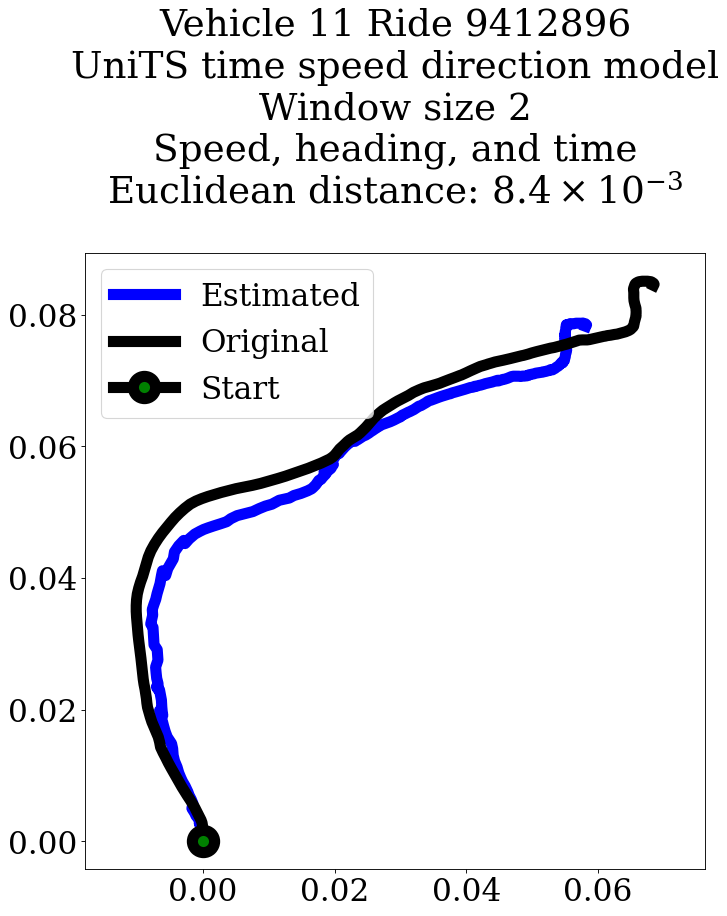 Vehicle 11 Ride 9412896
UniTS time speed direction model
Window size 2
Speed, heading, and time
Euclidean distance: 8.4 × 10⁻³
Estimated
Original
Start
0.08
0.06
0.04
0.02
0.00
0.00 0.02 0.04 0.06